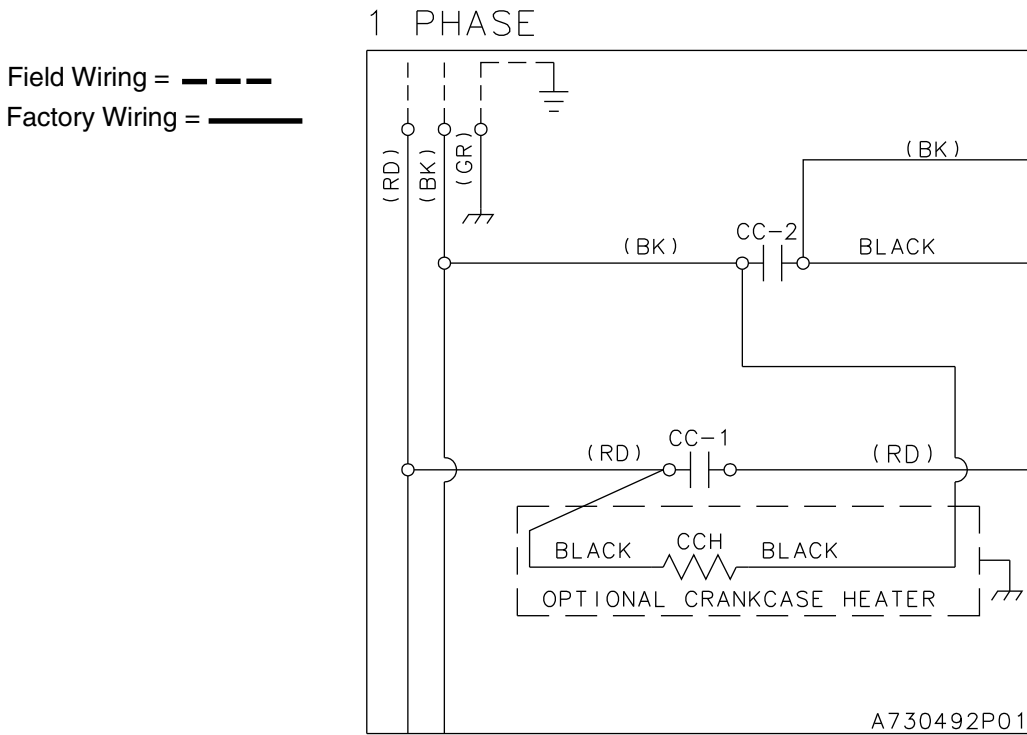 1 PHASE
Field Wiring =
Factory Wiring =
(RD)
(BK)
(GR)
(BK)
(BK)
CC-2
BLACK
(RD)
CC-1
(RD)
BLACK
CCH
BLACK
OPTIONAL CRANKCASE HEATER
A730492P01